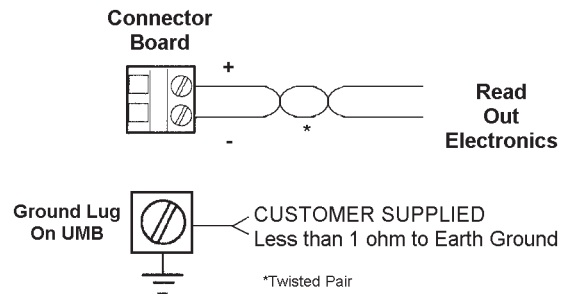 Connector
Board
+
-
*
Read
Out
Electronics
Ground Lug
On UMB
CUSTOMER SUPPLIED
Less than 1 ohm to Earth Ground
*Twisted Pair